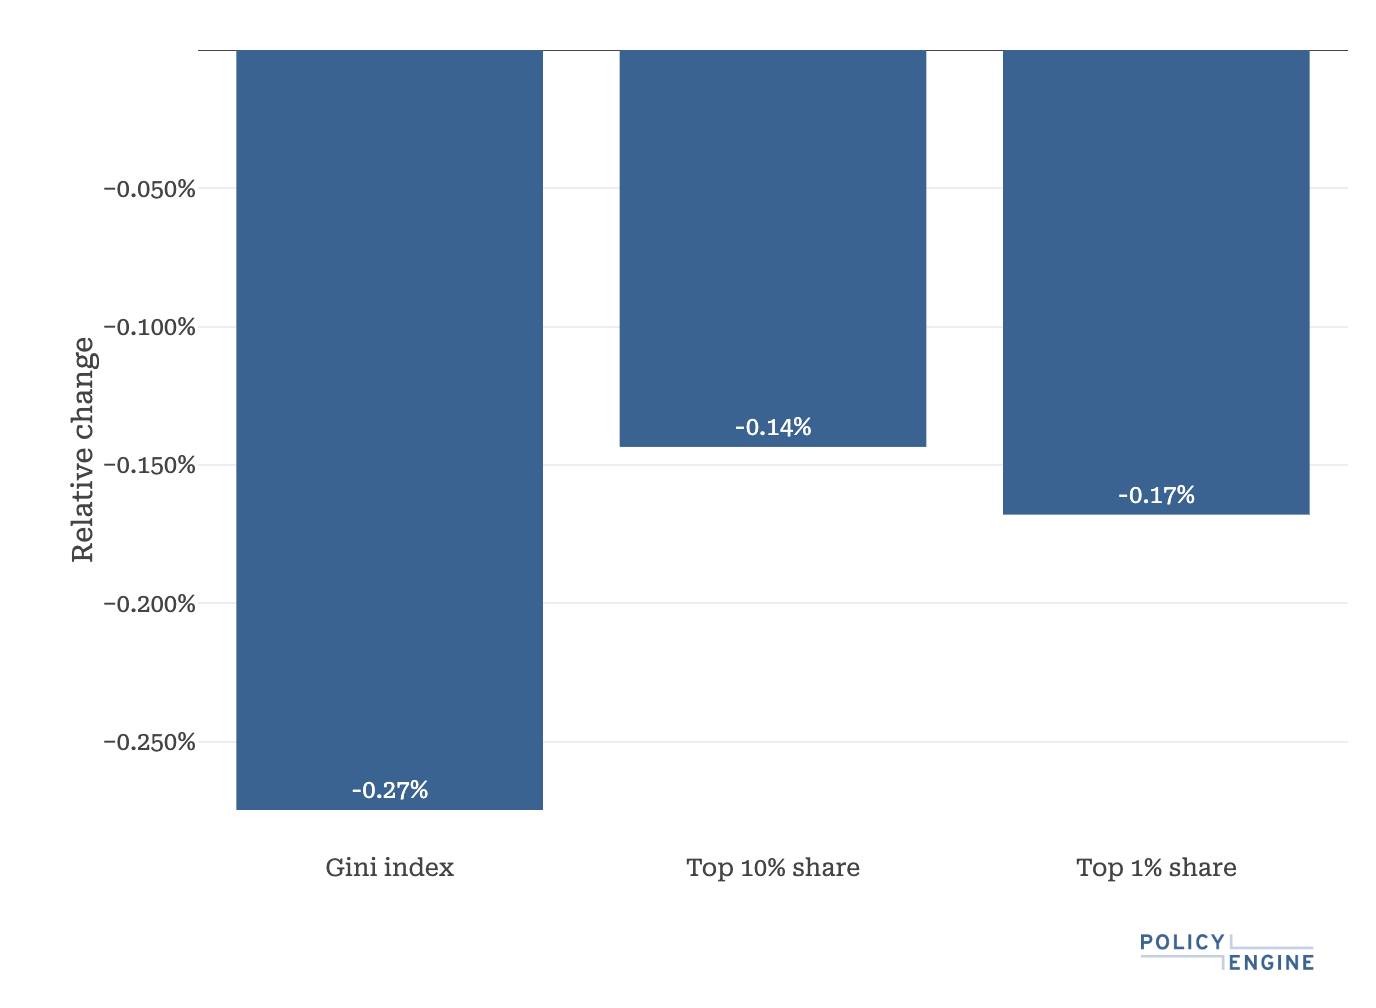 Relative change
−0.050%
−0.100%
−0.150%
−0.200%
−0.250%
-0.27%
-0.14%
-0.17%
Gini index
Top 10% share
Top 1% share
POLICY
ENGINE